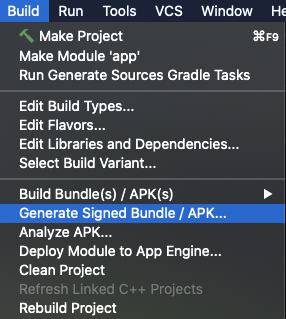 Build Run Tools VCS Window He
Make Project ⌘F9
Make Module 'app'
Run Generate Sources Gradle Tasks
Edit Build Types...
Edit Flavors...
Edit Libraries and Dependencies...
Select Build Variant...
Build Bundle(s) / APK(s)
Generate Signed Bundle / APK...
Analyze APK...
Deploy Module to App Engine...
Clean Project
Refresh Linked C++ Projects
Rebuild Project